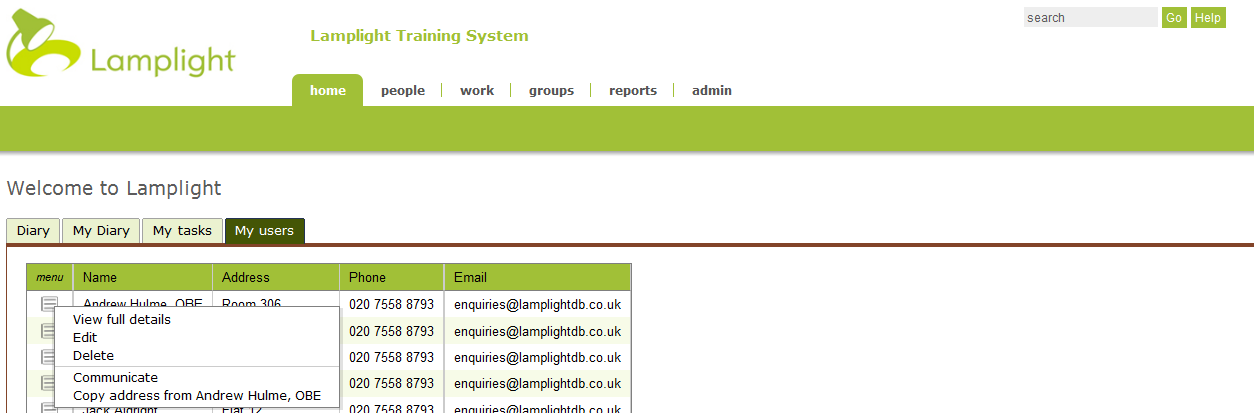 Lamplight
Lamplight Training System
search Go Help
home people work groups reports admin
Welcome to Lamplight
Diary My Diary My tasks My users
menu Name Address Phone Email
Andrew Hulme, OBE Room 306 020 7558 8793 enquiries@lamplightdb.co.uk
View full details
Edit
Delete
Communicate
Copy address from Andrew Hulme, OBE
020 7558 8793 enquiries@lamplightdb.co.uk
020 7558 8793 enquiries@lamplightdb.co.uk
020 7558 8793 enquiries@lamplightdb.co.uk
Jack Aldright Flat 12 020 7558 8793 enquiries@lamplightdb.co.uk